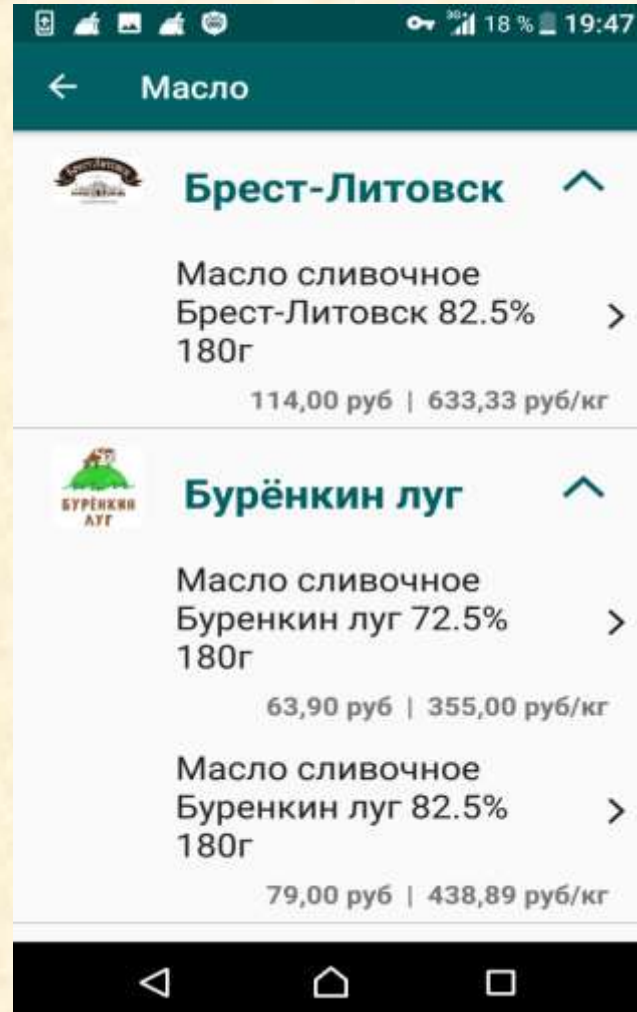 18 % 19:47
Масло
Брест-Литовск
Масло сливочное
Брест-Литовск 82.5%
180г
114,00 руб | 633,33 руб/кг
БУРЁНКИН
ЛУГ
Бурёнкин луг
Масло сливочное
Буренкин луг 72.5%
180г
63,90 руб | 355,00 руб/кг
Масло сливочное
Буренкин луг 82.5%
180г
79,00 руб | 438,89 руб/кг